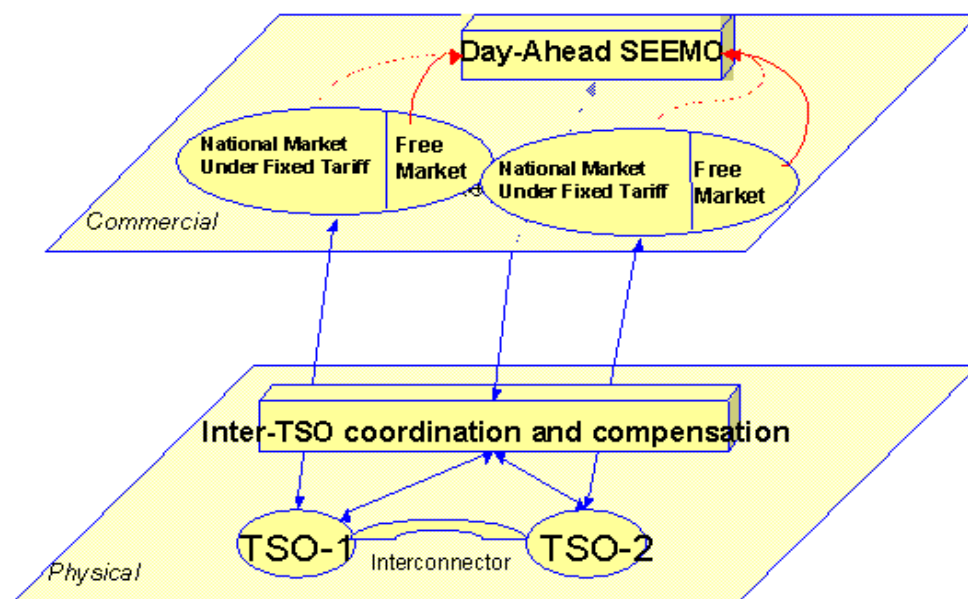 Day-Ahead SEEMO
National Market
Under Fixed Tariff
Free
Market
National Market
Under Fixed Tariff
Free
Market
Commercial
Inter-TSO coordination and compensation
TSO-1
TSO-2
Interconnector
Physical